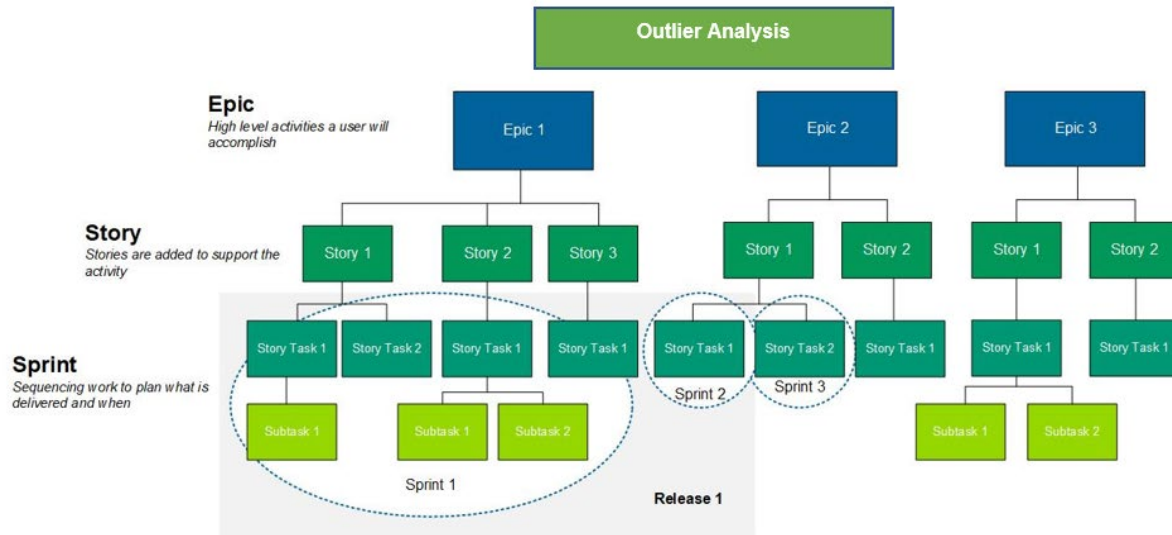 Outlier Analysis
Epic
High level activities a user will
accomplish
Epic 1
Epic 2
Epic 3
Story
Stories are added to support the
activity
Story 1
Story 2
Story 3
Story 1
Story 2
Story 1
Story 2
Sprint
Sequencing work to plan what is
delivered and when
Story Task 1
Story Task 2
Story Task 1
Story Task 1
Story Task 1
Story Task 2
Story Task 1
Story Task 1
Story Task 1
Sprint 2
Sprint 3
Subtask 1
Subtask 1
Subtask 2
Subtask 1
Subtask 2
Sprint 1
Release 1